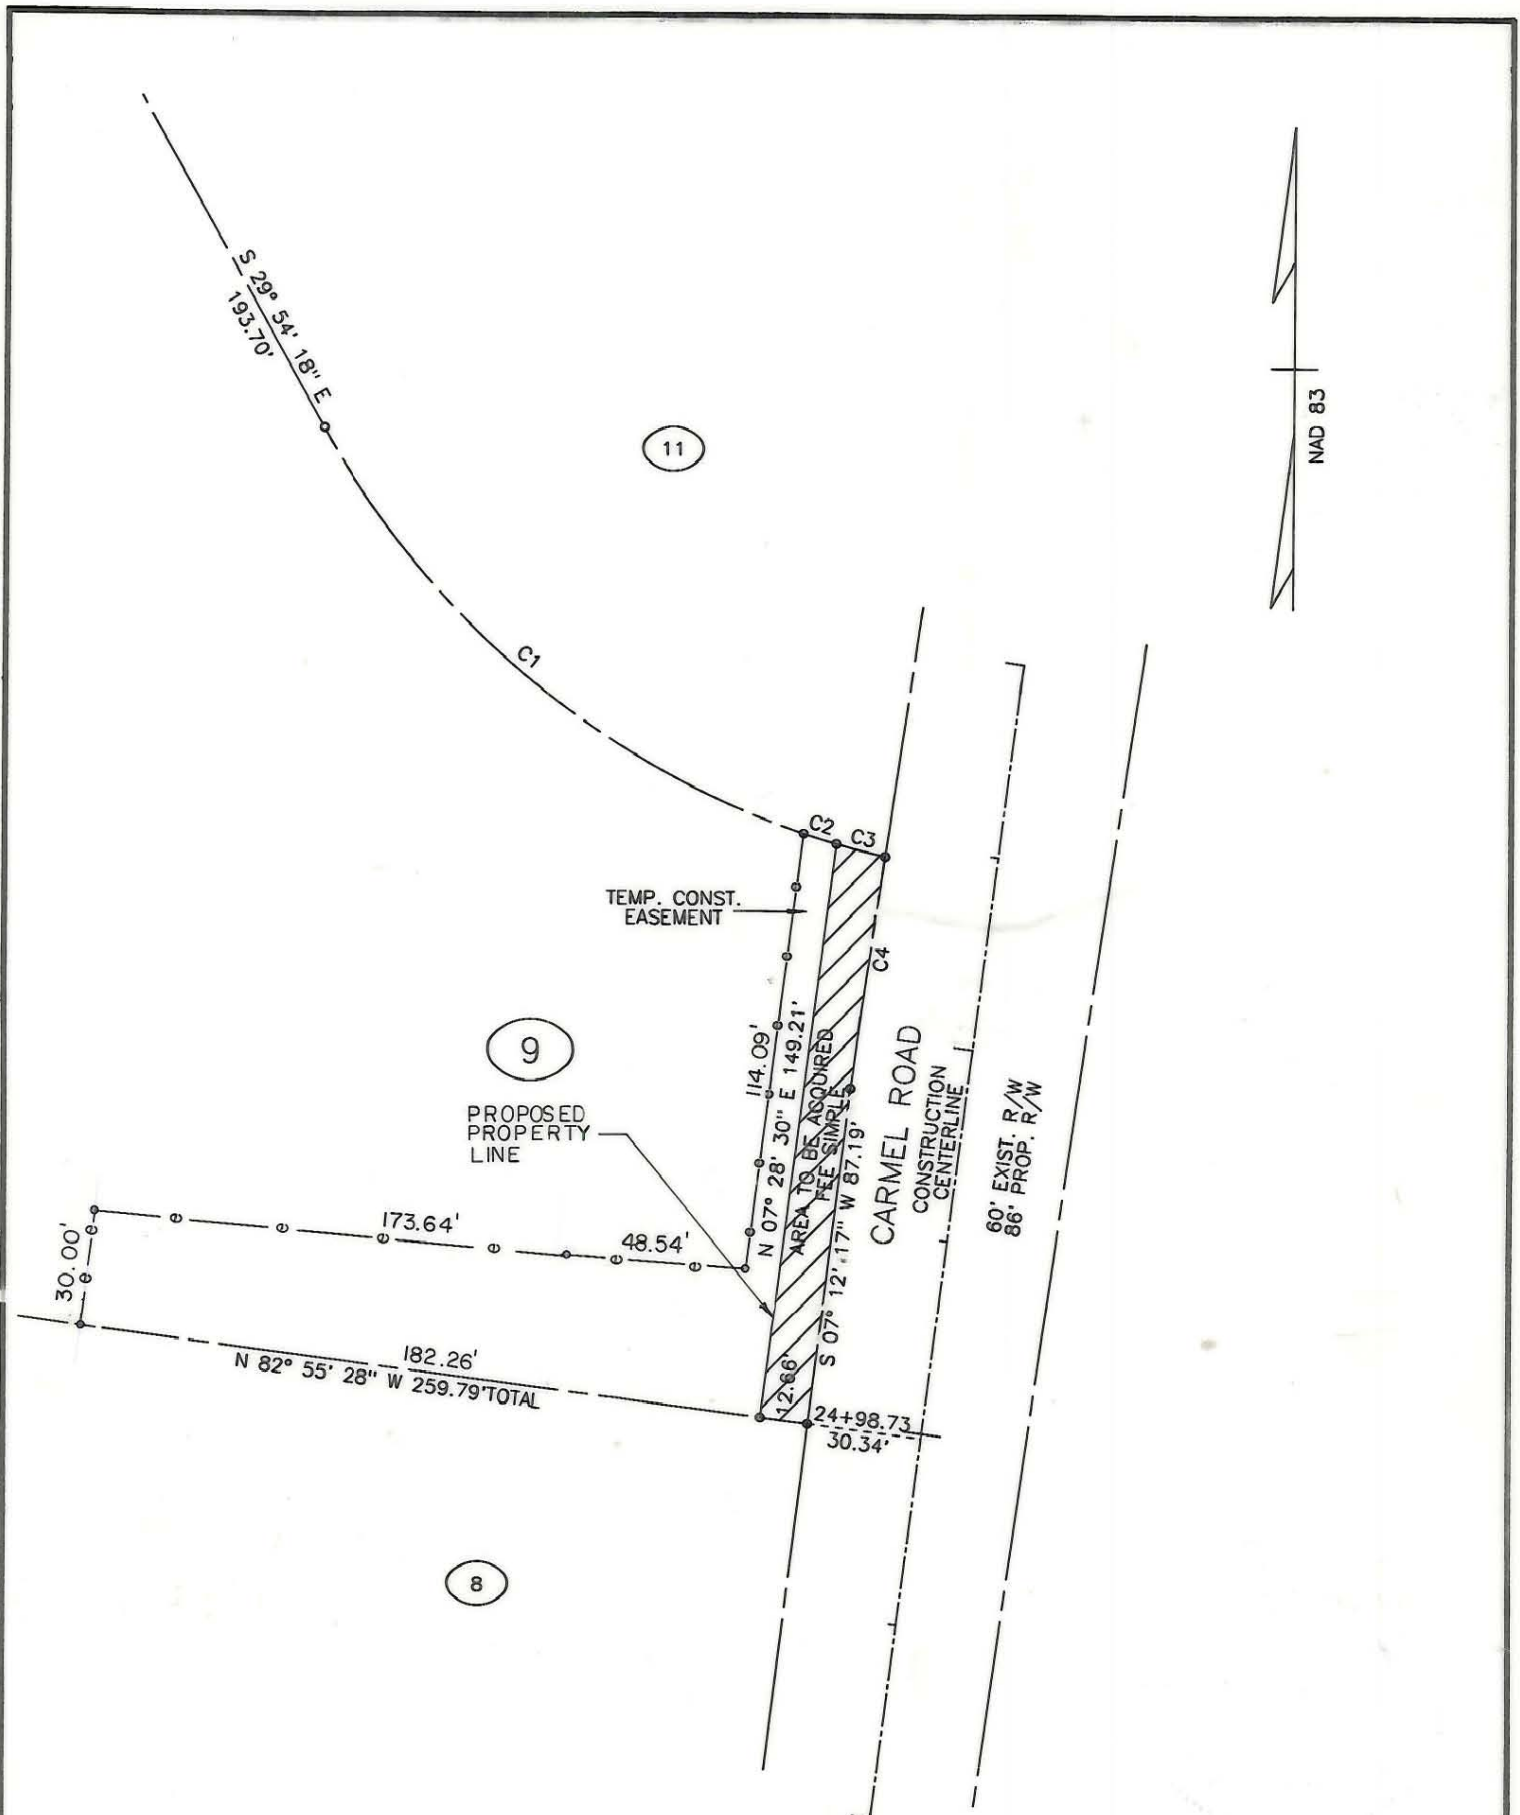 S 29° 54' 18" E
193.70'
11
NAD 83
C1
C2
C3
TEMP. CONST.
EASEMENT
C4
9
114.09'
N 07° 28' 30" E 149.21'
AREA TO BE ACQUIRED
FEE SIMPLE
S 07° 12' 17" W 87.19'
CARMEL ROAD
CONSTRUCTION
CENTERLINE
60' EXIST. R/W
86' PROP. R/W
PROPOSED
PROPERTY
LINE
30.00'
e
e
e
e
173.64'
e
e
48.54'
e
e
182.26'
N 82° 55' 28" W 259.79'TOTAL
12.66'
24+98.73
30.34'
8